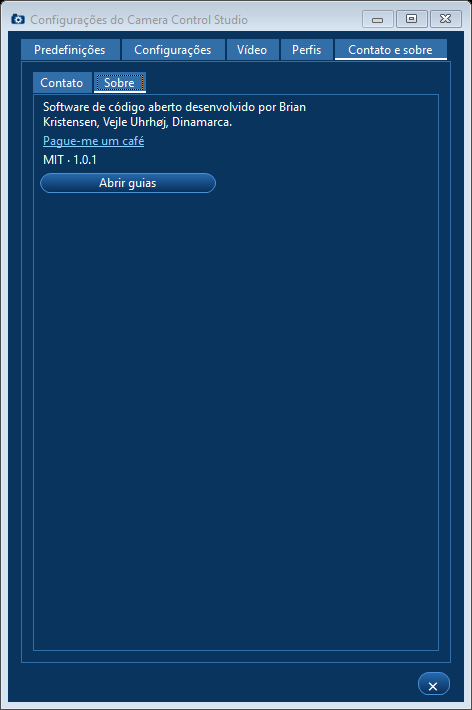 Configurações do Camera Control Studio
Predefinições Configurações Vídeo Perfis Contato e sobre
Contato Sobre
Software de código aberto desenvolvido por Brian
Kristensen, Vejle Uhrhøj, Dinamarca.
Pague-me um café
MIT · 1.0.1
Abrir guias